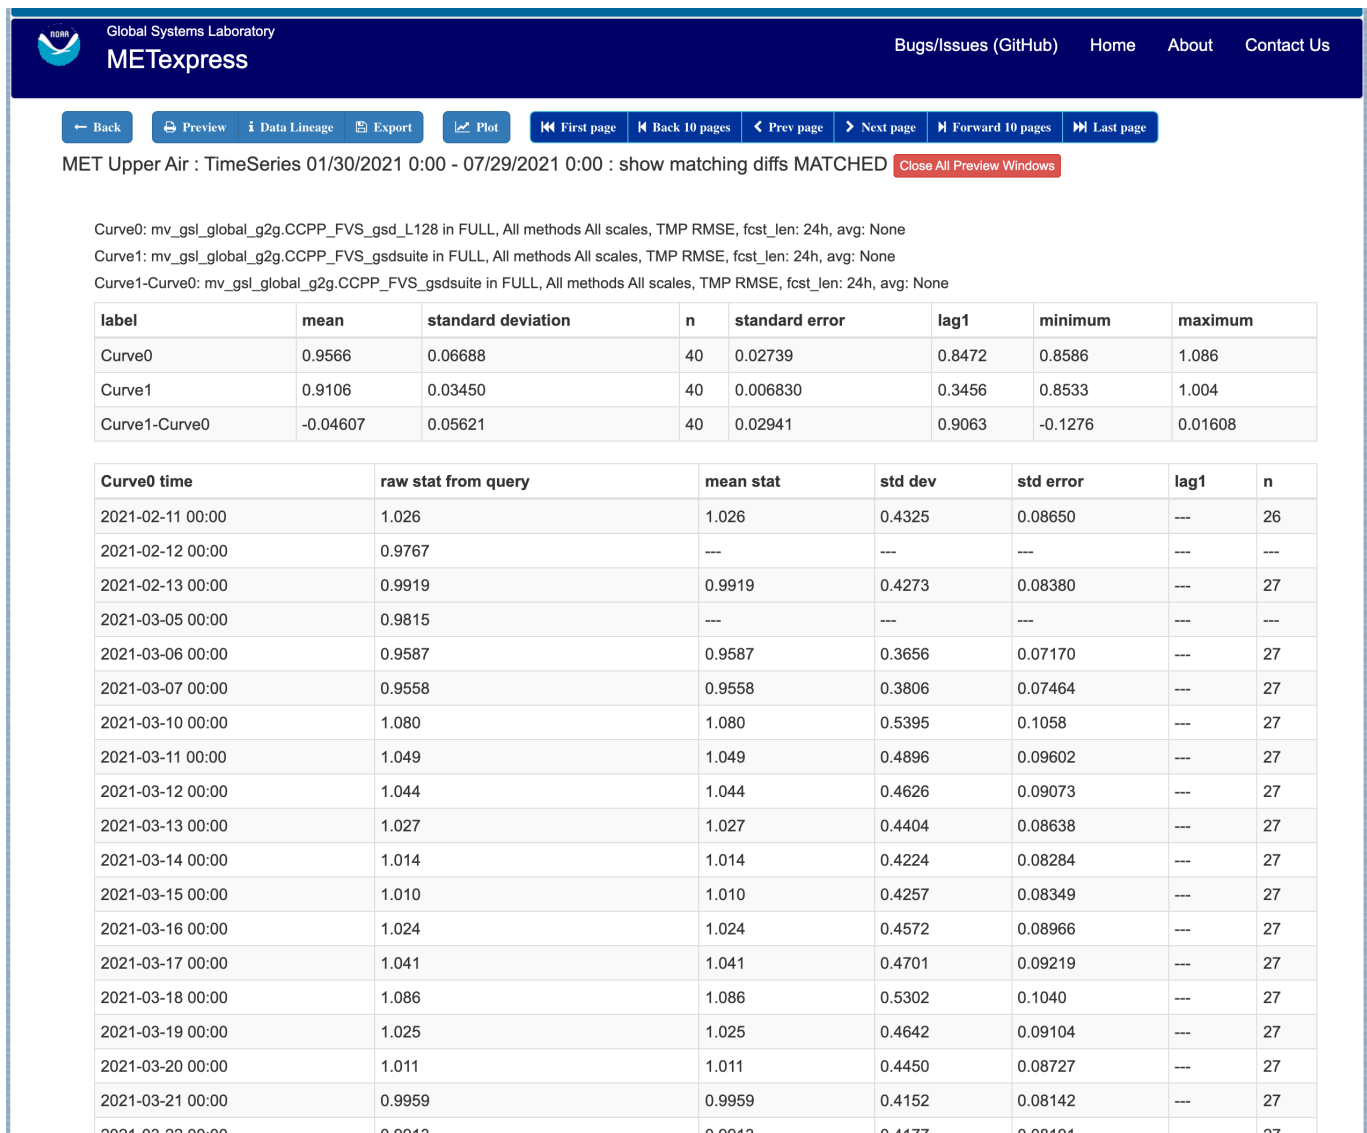 NOAA
Global Systems Laboratory
METexpress
Bugs/Issues (GitHub) Home About Contact Us
Back Preview Data Lineage Export Plot First page Back 10 pages Prev page Next page Forward 10 pages Last page
MET Upper Air : TimeSeries 01/30/2021 0:00 - 07/29/2021 0:00 : show matching diffs MATCHED Close All Preview Windows
Curve0: mv_gsl_global_g2g.CCPP_FVS_gsd_L128 in FULL, All methods All scales, TMP RMSE, fcst_len: 24h, avg: None
Curve1: mv_gsl_global_g2g.CCPP_FVS_gsdsuite in FULL, All methods All scales, TMP RMSE, fcst_len: 24h, avg: None
Curve1-Curve0: mv_gsl_global_g2g.CCPP_FVS_gsdsuite in FULL, All methods All scales, TMP RMSE, fcst_len: 24h, avg: None
label mean standard deviation n standard error lag1 minimum maximum
Curve0 0.9566 0.06688 40 0.02739 0.8472 0.8586 1.086
Curve1 0.9106 0.03450 40 0.006830 0.3456 0.8533 1.004
Curve1-Curve0 -0.04607 0.05621 40 0.02941 0.9063 -0.1276 0.01608
Curve0 time raw stat from query mean stat std dev std error lag1 n
2021-02-11 00:00 1.026 1.026 0.4325 0.08650 --- 26
2021-02-12 00:00 0.9767 --- --- --- --- ---
2021-02-13 00:00 0.9919 0.9919 0.4273 0.08380 --- 27
2021-03-05 00:00 0.9815 --- --- --- --- ---
2021-03-06 00:00 0.9587 0.9587 0.3656 0.07170 --- 27
2021-03-07 00:00 0.9558 0.9558 0.3806 0.07464 --- 27
2021-03-10 00:00 1.080 1.080 0.5395 0.1058 --- 27
2021-03-11 00:00 1.049 1.049 0.4896 0.09602 --- 27
2021-03-12 00:00 1.044 1.044 0.4626 0.09073 --- 27
2021-03-13 00:00 1.027 1.027 0.4404 0.08638 --- 27
2021-03-14 00:00 1.014 1.014 0.4224 0.08284 --- 27
2021-03-15 00:00 1.010 1.010 0.4257 0.08349 --- 27
2021-03-16 00:00 1.024 1.024 0.4572 0.08966 --- 27
2021-03-17 00:00 1.041 1.041 0.4701 0.09219 --- 27
2021-03-18 00:00 1.086 1.086 0.5302 0.1040 --- 27
2021-03-19 00:00 1.025 1.025 0.4642 0.09104 --- 27
2021-03-20 00:00 1.011 1.011 0.4450 0.08727 --- 27
2021-03-21 00:00 0.9959 0.9959 0.4152 0.08142 --- 27